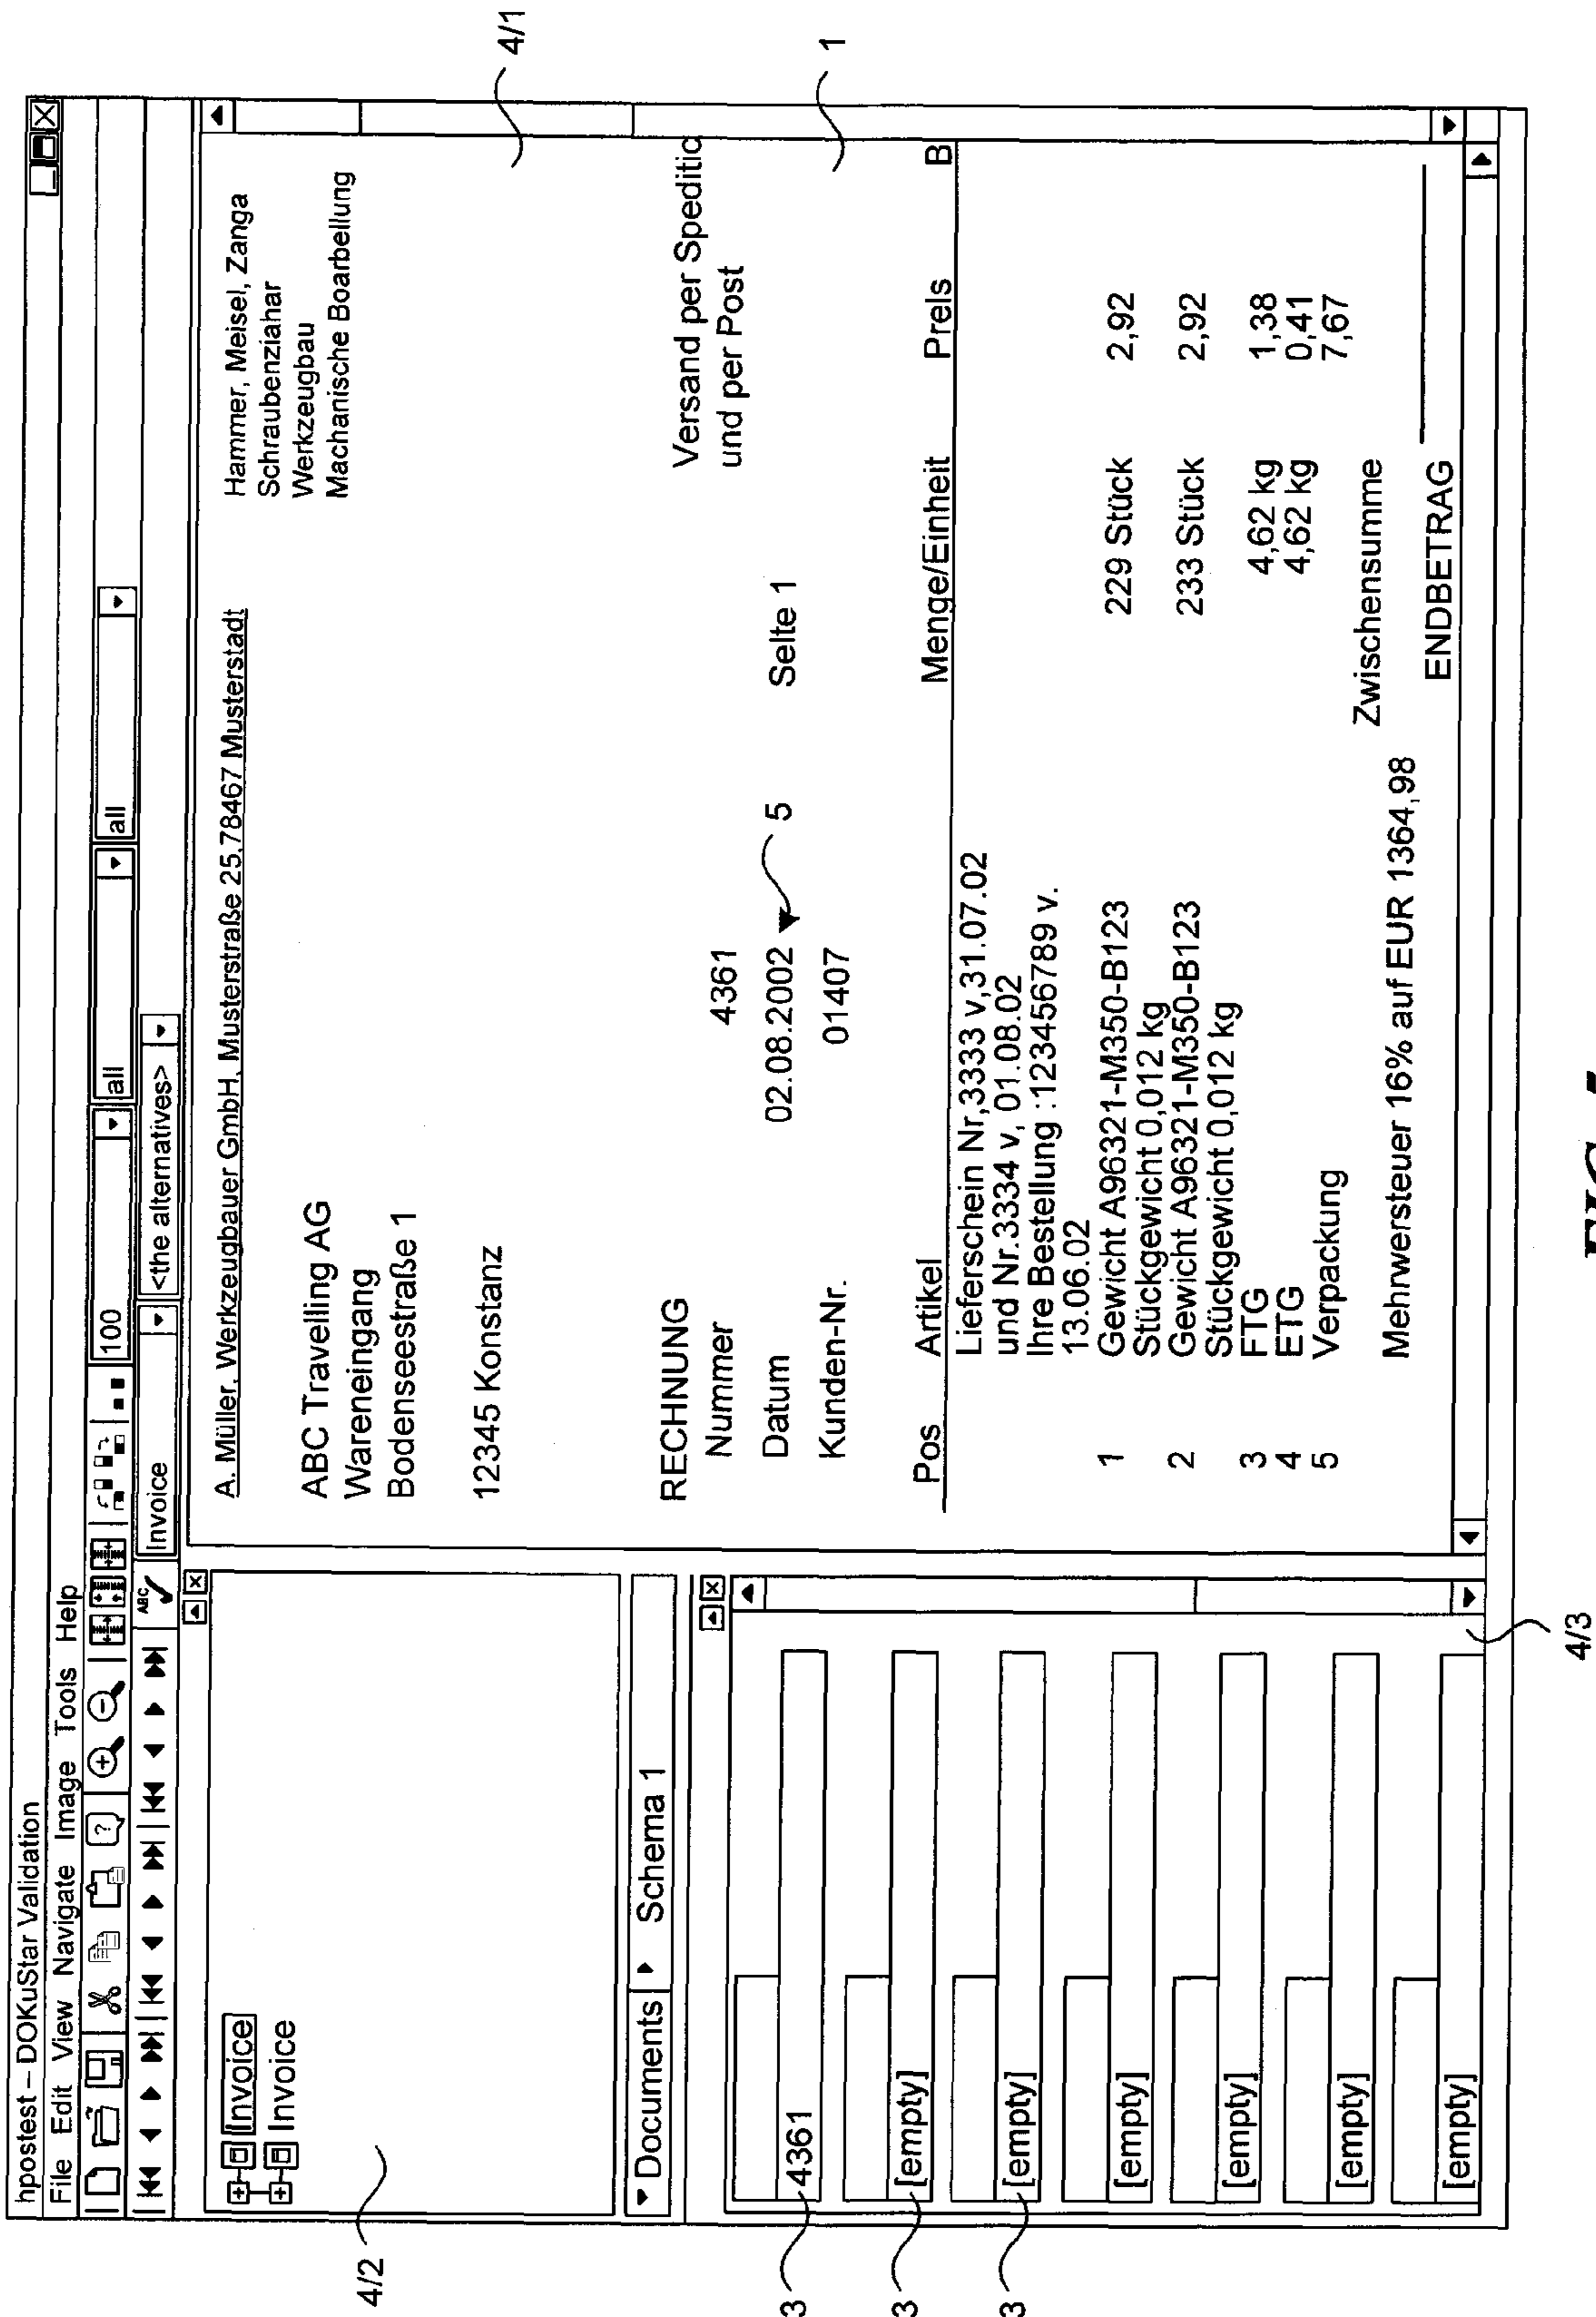 hpostest – DOKuStar Validation
File Edit View Navigate Image Tools Help
100 all all
ABC Invoice <the alternatives>
Invoice
Invoice
4/2
Documents Schema 1
3 4361
3 [empty]
3 [empty]
[empty]
[empty]
[empty]
[empty]
4/3
A. Müller, Werkzeugbauer GmbH, Musterstraße 25,78467 Musterstadt
Hammer, Meisel, Zanga
Schraubenziahar
Werkzeugbau
Machanische Boarbellung
4/1
ABC Travelling AG
Wareneingang
Bodenseestraße 1
12345 Konstanz
Versand per Speditic
und per Post
1
RECHNUNG
Nummer 4361
Datum 02.08.2002 5 Selte 1
Kunden-Nr. 01407
Pos Artikel Menge/Einheit Prels B
Lieferschein Nr,3333 v,31.07.02
und Nr.3334 v, 01.08.02
Ihre Bestellung :123456789 v.
13.06.02
1 Gewicht A96321-M350-B123 229 Stück 2,92
Stückgewicht 0,012 kg
2 Gewicht A96321-M350-B123 233 Stück 2,92
Stückgewicht 0,012 kg
3 FTG 4,62 kg 1,38
4 ETG 4,62 kg 0,41
5 Verpackung 7,67
Zwischensumme
Mehrwersteuer 16% auf EUR 1364,98
ENDBETRAG